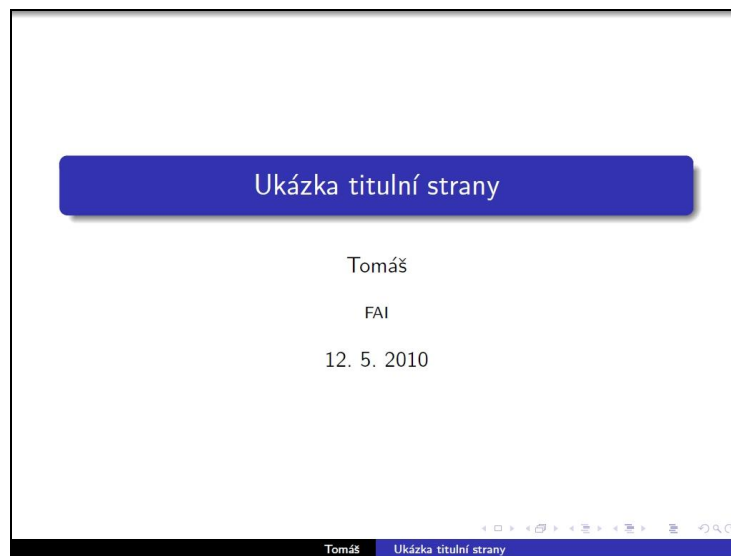 Ukázka titulní strany
Tomáš
FAI
12. 5. 2010
Tomáš Ukázka titulní strany